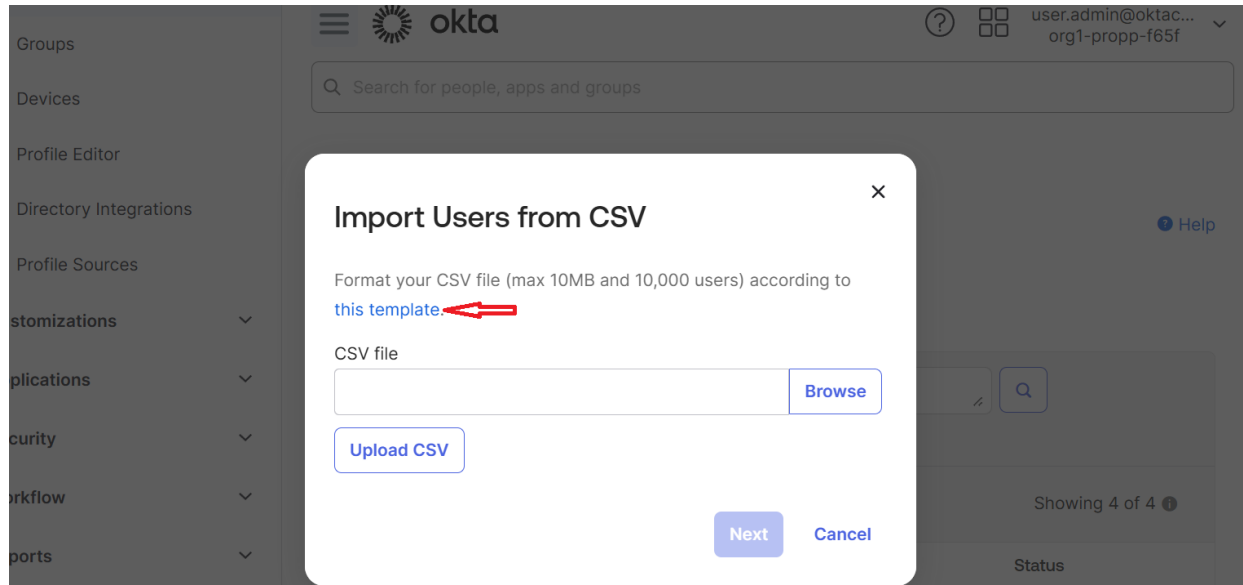 okta
user.admin@oktac...
org1-propp-f65f
Search for people, apps and groups
Groups
Devices
Profile Editor
Directory Integrations
Profile Sources
stomizations
plications
curity
orkflow
ports
Help
Import Users from CSV
Format your CSV file (max 10MB and 10,000 users) according to
this template.
CSV file
Browse
Upload CSV
Next
Cancel
Showing 4 of 4
Status